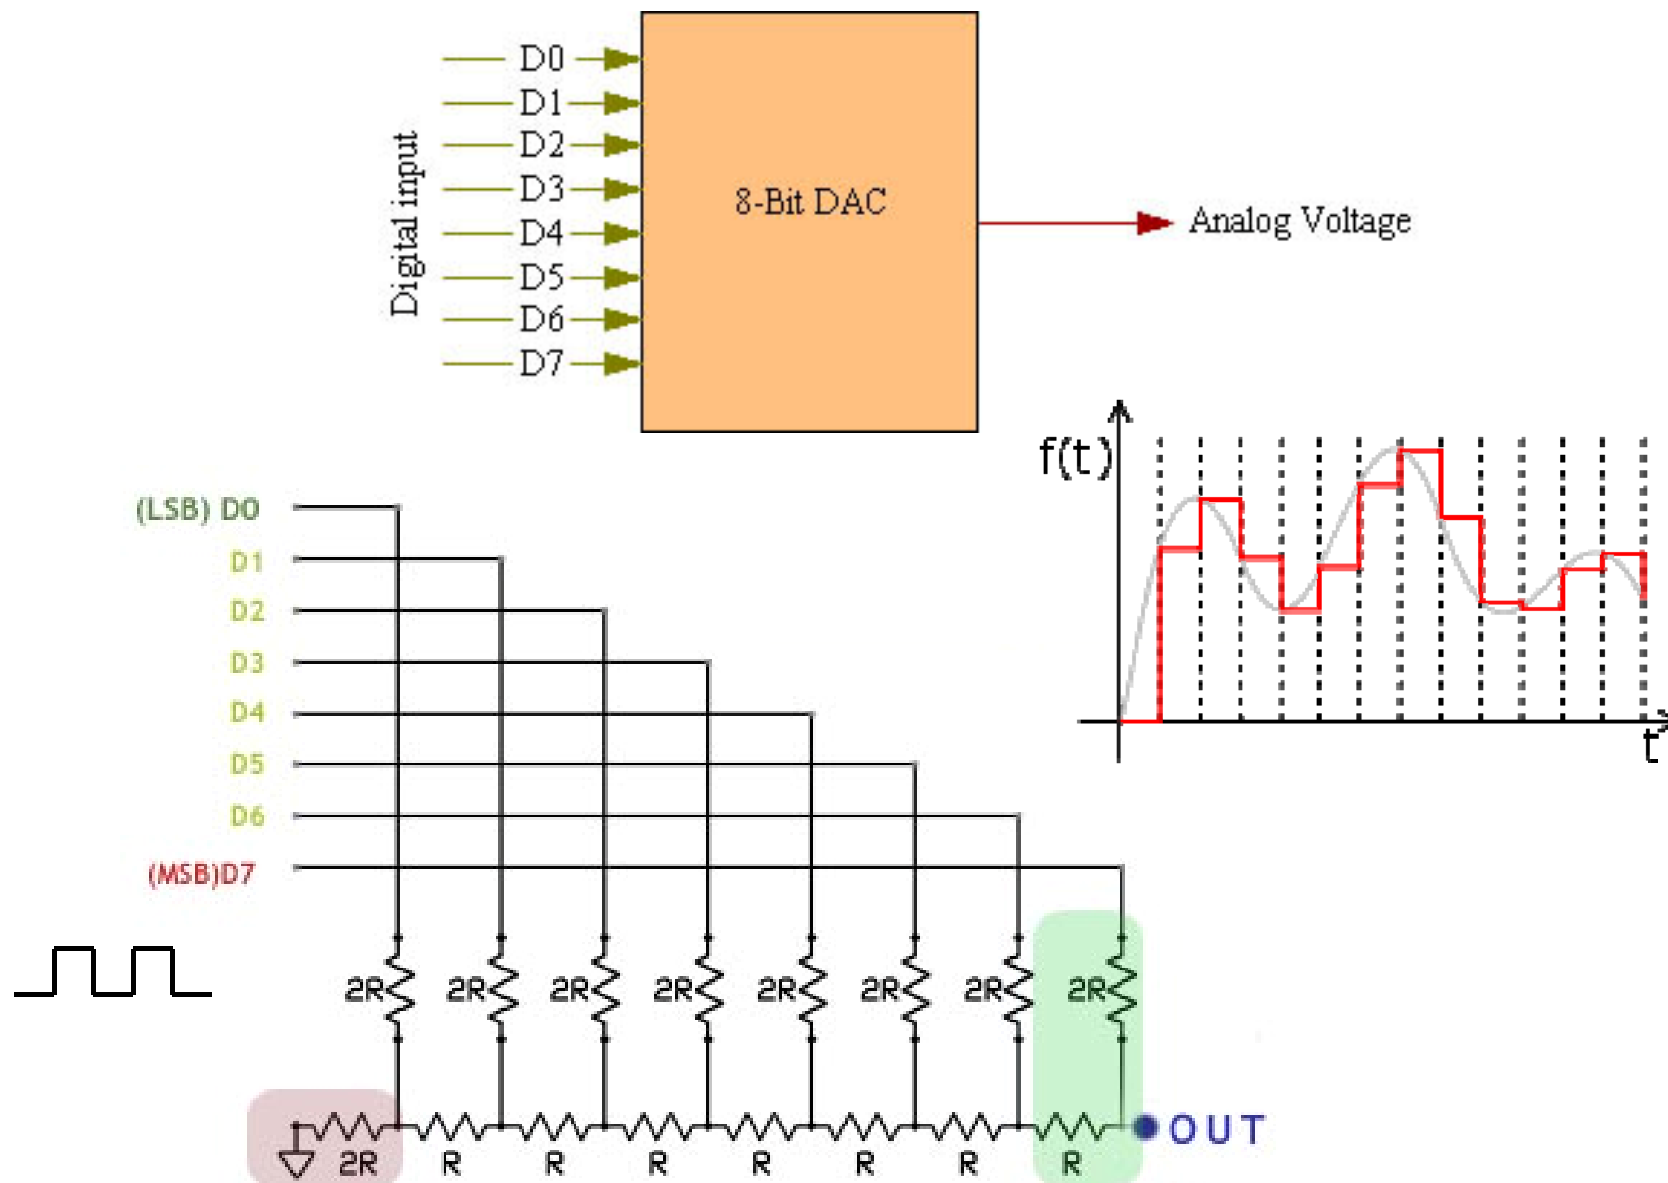 D0
D1
D2
D3
D4
D5
D6
D7
Digital input
8-Bit DAC
Analog Voltage
f(t)
t
(LSB) D0
D1
D2
D3
D4
D5
D6
(MSB)D7
2R 2R 2R 2R 2R 2R 2R 2R
OUT
2R R R R R R R R